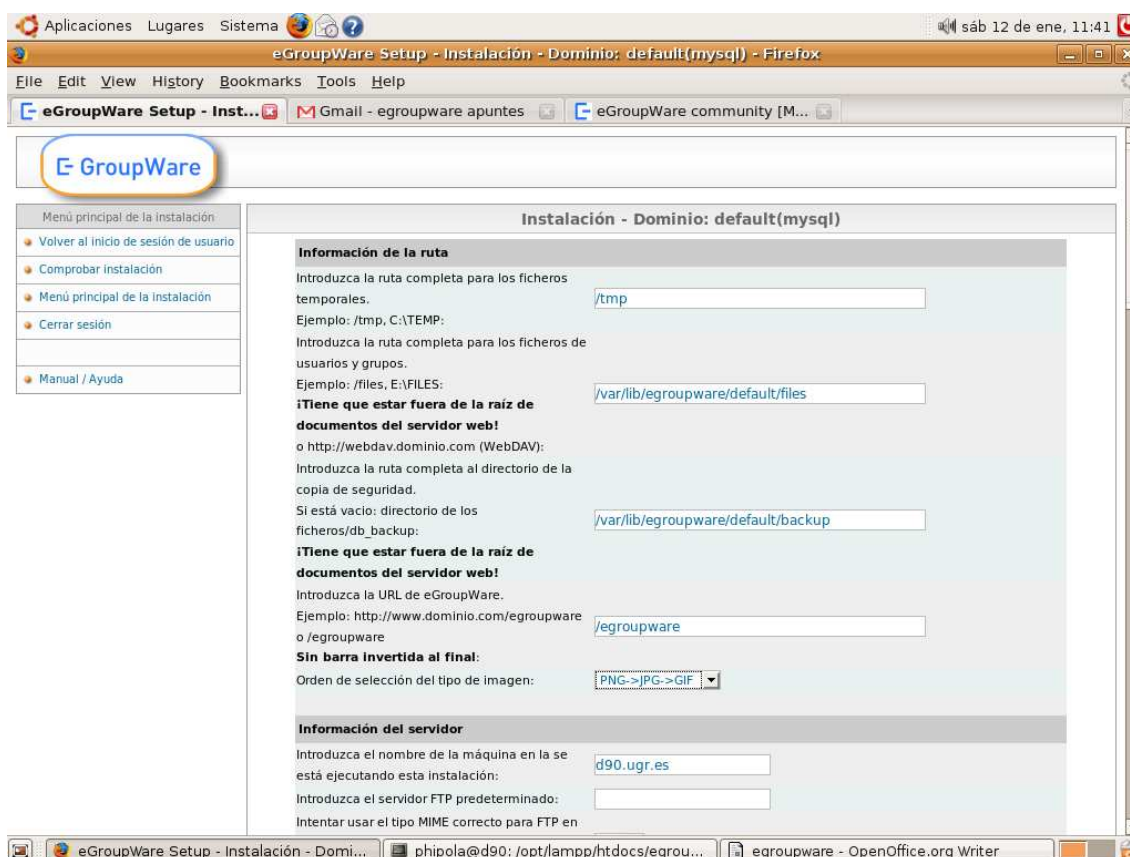 Aplicaciones Lugares Sistema sáb 12 de ene, 11:41
eGroupWare Setup - Instalación - Dominio: default(mysql) - Firefox
File Edit View History Bookmarks Tools Help
eGroupWare Setup - Inst... Gmail - egroupware apuntes eGroupWare community [M...
GroupWare
Menú principal de la instalación
Volver al inicio de sesión de usuario
Comprobar instalación
Menú principal de la instalación
Cerrar sesión
Manual / Ayuda
Instalación - Dominio: default(mysql)
Información de la ruta
Introduzca la ruta completa para los ficheros
temporales.
Ejemplo: /tmp, C:\TEMP:
/tmp
Introduzca la ruta completa para los ficheros de
usuarios y grupos.
Ejemplo: /files, E:\FILES:
¡Tiene que estar fuera de la raíz de
documentos del servidor web!
o http://webdav.dominio.com (WebDAV):
/var/lib/egroupware/default/files
Introduzca la ruta completa al directorio de la
copia de seguridad.
Si está vacio: directorio de los
ficheros/db_backup:
¡Tiene que estar fuera de la raíz de
documentos del servidor web!
/var/lib/egroupware/default/backup
Introduzca la URL de eGroupWare.
Ejemplo: http://www.dominio.com/egroupware
o /egroupware
Sin barra invertida al final:
/egroupware
Orden de selección del tipo de imagen: PNG->JPG->GIF
Información del servidor
Introduzca el nombre de la máquina en la se
está ejecutando esta instalación:
d90.ugr.es
Introduzca el servidor FTP predeterminado:
Intentar usar el tipo MIME correcto para FTP en
eGroupWare Setup - Instalación - Domi... phipola@d90: /opt/lampp/htdocs/egrou... egroupware - OpenOffice.org Writer